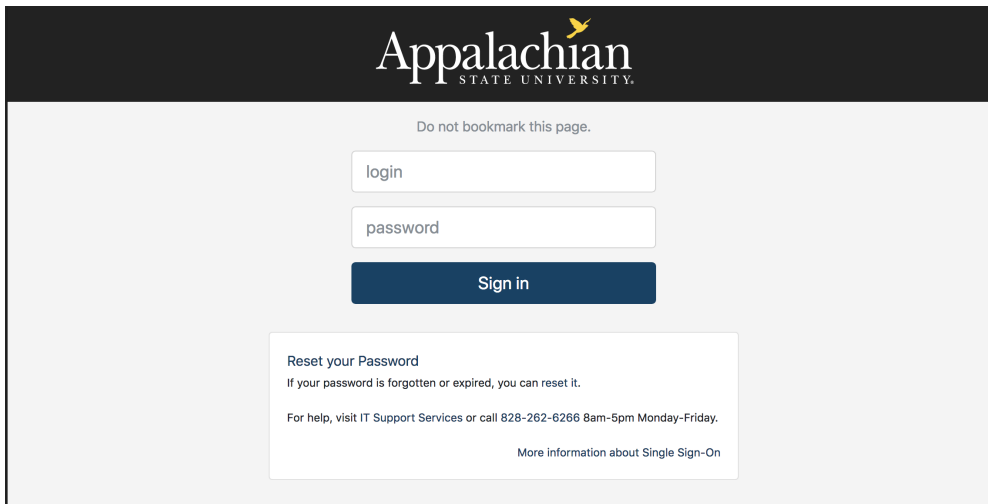 Appalachian
STATE UNIVERSITY®
Do not bookmark this page.
login
password
Sign in
Reset your Password
If your password is forgotten or expired, you can reset it.
For help, visit IT Support Services or call 828-262-6266 8am-5pm Monday-Friday.
More information about Single Sign-On